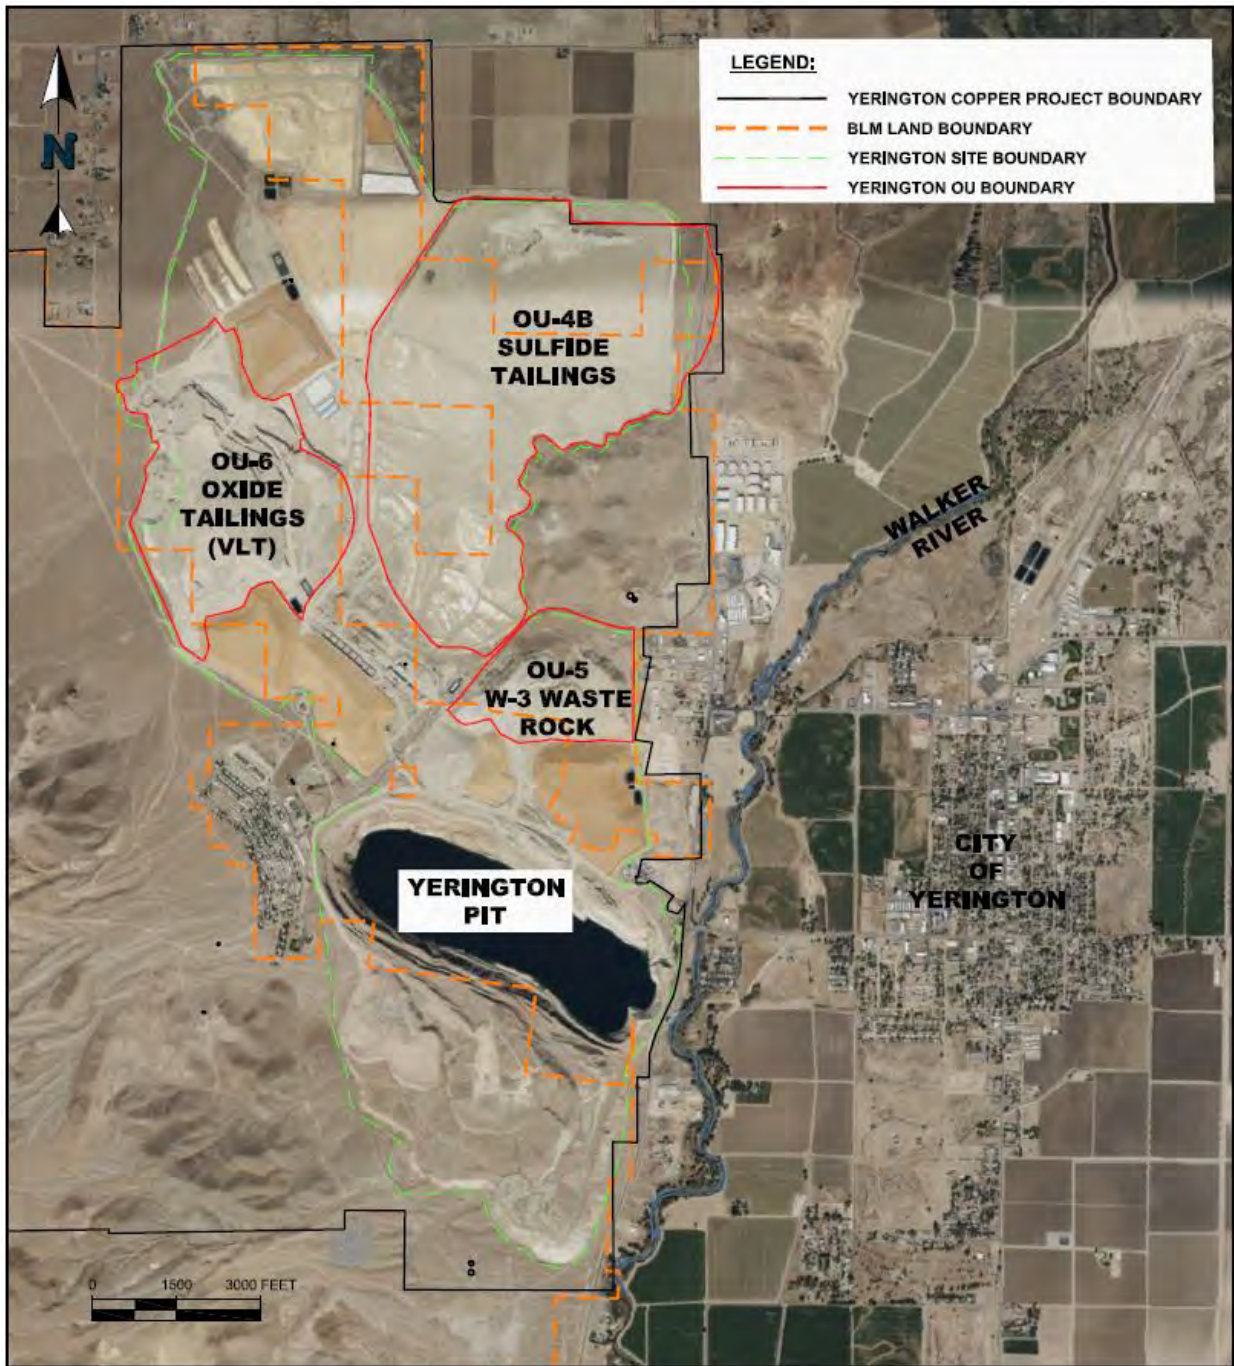 LEGEND:
YERINGTON COPPER PROJECT BOUNDARY
BLM LAND BOUNDARY
YERINGTON SITE BOUNDARY
YERINGTON OU BOUNDARY
N
OU-4B
SULFIDE
TAILINGS
OU-6
OXIDE
TAILINGS
(VLT)
WALKER
RIVER
OU-5
W-3 WASTE
ROCK
YERINGTON
PIT
CITY
OF
YERINGTON
0 1500 3000 FEET